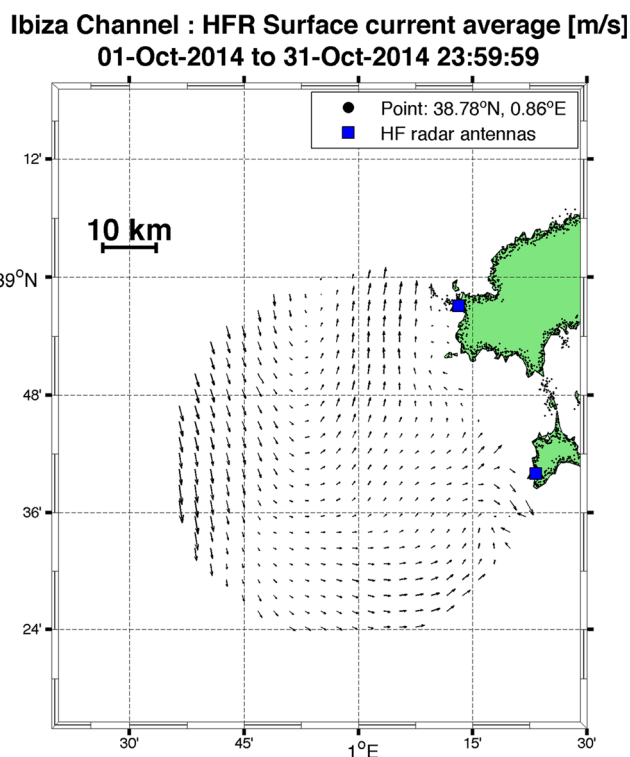 Ibiza Channel : HFR Surface current average [m/s]
01-Oct-2014 to 31-Oct-2014 23:59:59
Point: 38.78oN, 0.86oE
HF radar antennas
12'
10 km
39oN
48'
36'
24'
30'
45'
1oE
15'
30'